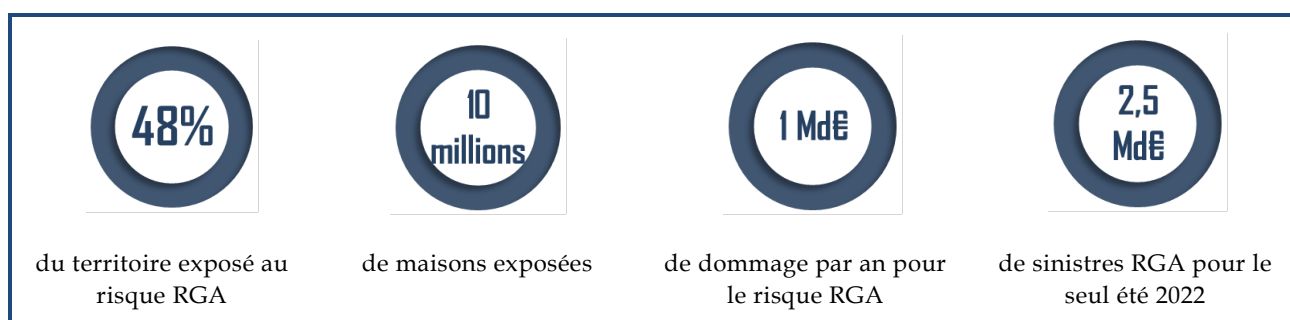 48%
du territoire exposé au
risque RGA
10
millions
de maisons exposées
1 Md€
de dommage par an pour
le risque RGA
2,5
Md€
de sinistres RGA pour le
seul été 2022